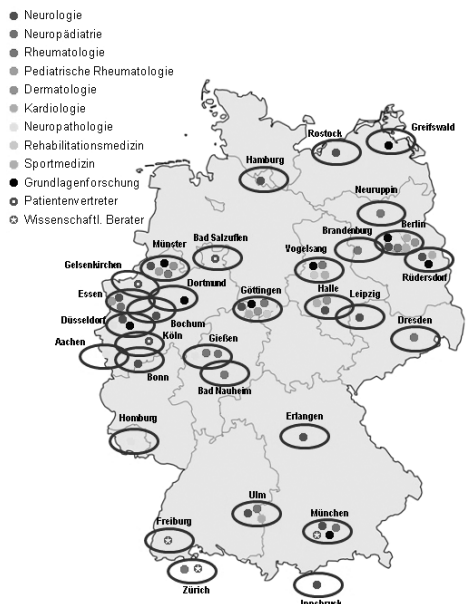 Neurologie
Neuropädiatrie
Rheumatologie
Pediatrische Rheumatologie
Dermatologie
Kardiologie
Neuropathologie
Rehabilitationsmedizin
Sportmedizin
Grundlagenforschung
Patientenvertreter
Wissenschaftl. Berater
Rostock
Greifswald
Hamburg
Neuruppin
Bad Salzuflen
Brandenburg
Berlin
Münster
Vogelsang
Gelsenkirchen
Rüdersdorf
Dortmund
Göttingen
Halle
Essen
Leipzig
Düsseldorf
Bochum
Dresden
Köln
Gießen
Aachen
Bonn
Bad Nauheim
Homburg
Erlangen
Ulm
München
Freiburg
Zürich
Innsbruck